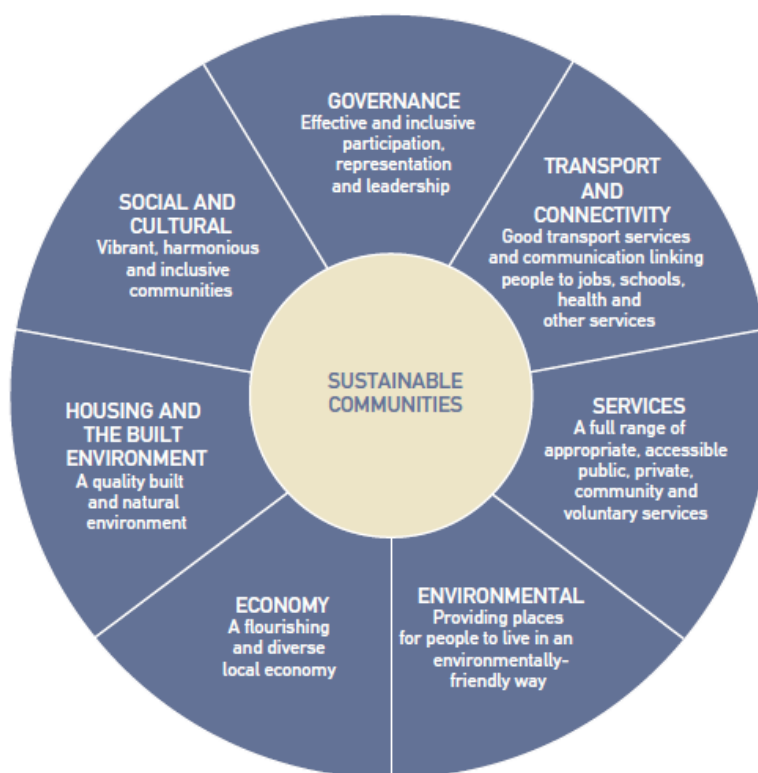 GOVERNANCE
Effective and inclusive
participation,
representation
and leadership
TRANSPORT
AND
CONNECTIVITY
Good transport services
and communication linking
people to jobs, schools,
health and
other services
SERVICES
A full range of
appropriate, accessible
public, private,
community and
voluntary services
ENVIRONMENTAL
Providing places
for people to live in an
environmentally-
friendly way
ECONOMY
A flourishing
and diverse
local economy
HOUSING AND
THE BUILT
ENVIRONMENT
A quality built
and natural
environment
SOCIAL AND
CULTURAL
Vibrant, harmonious
and inclusive
communities
SUSTAINABLE
COMMUNITIES